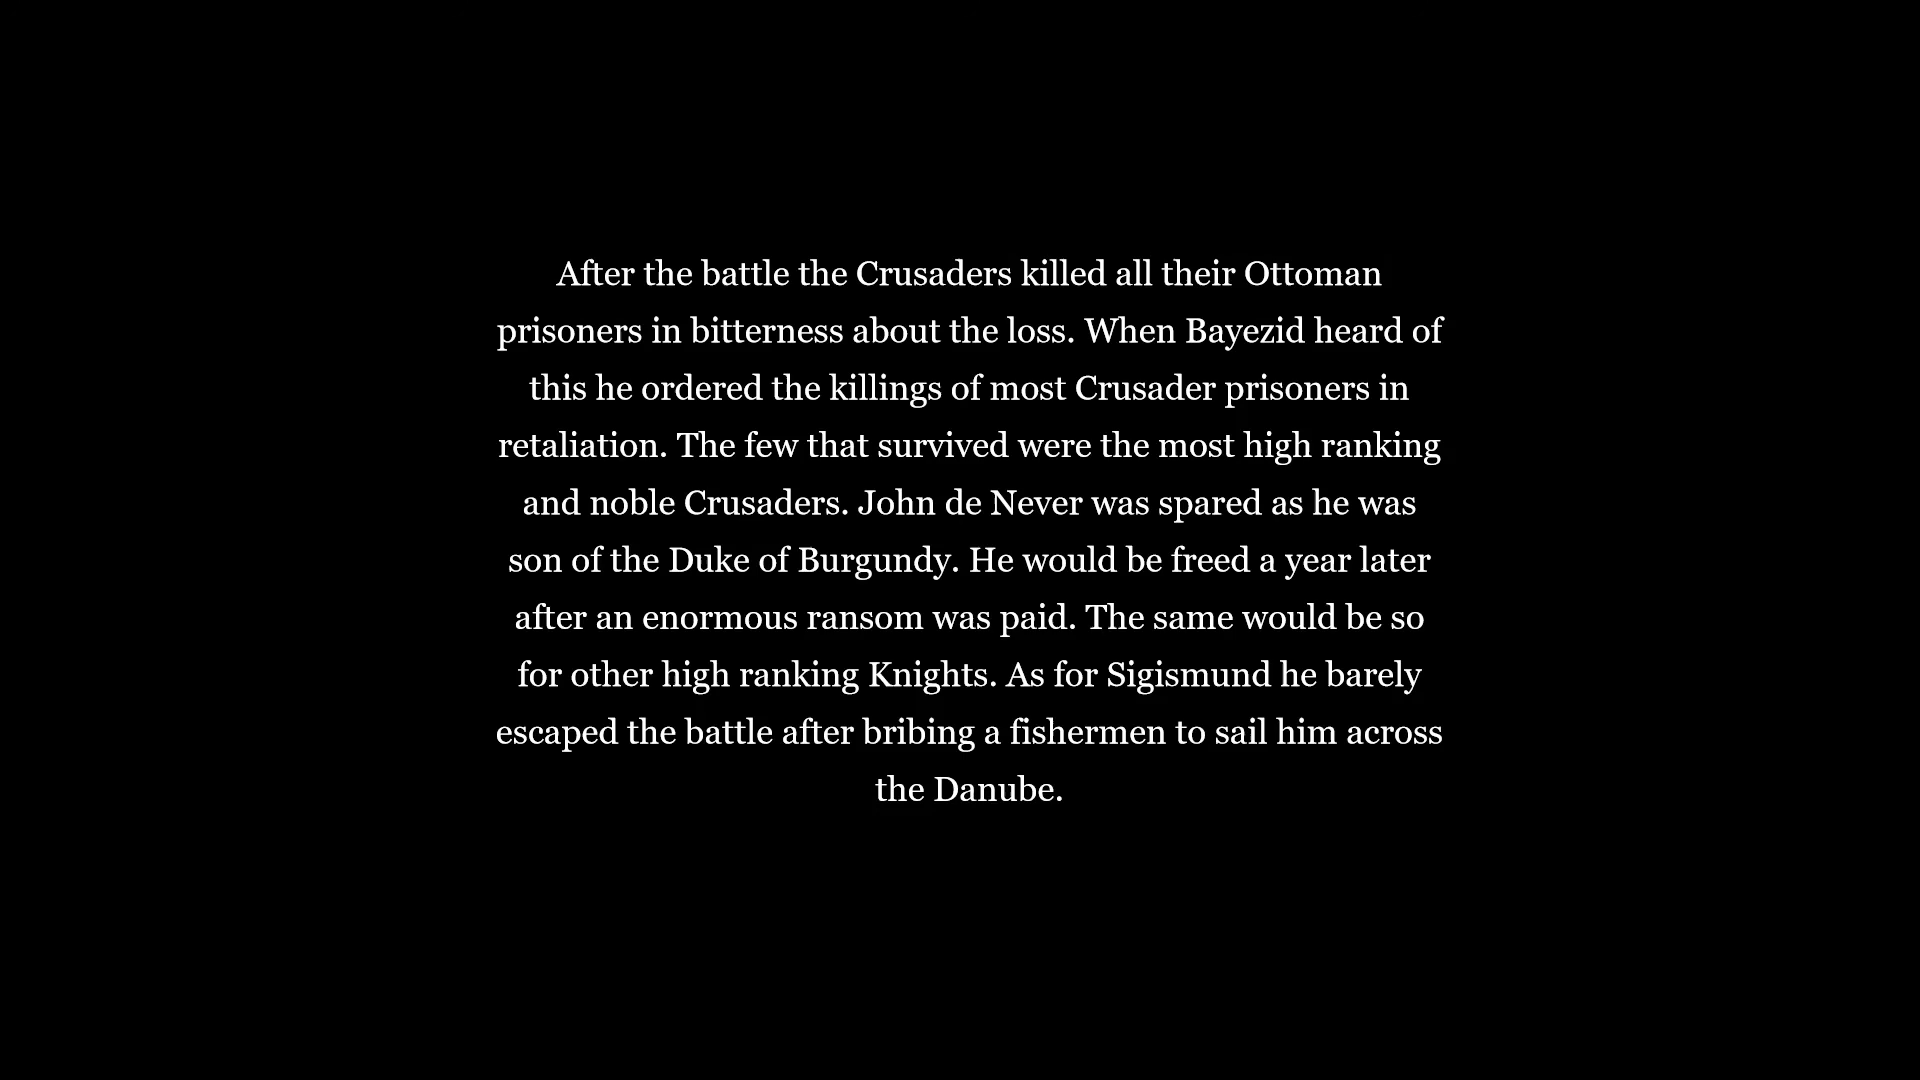 After the battle the Crusaders killed all their Ottoman
prisoners in bitterness about the loss. When Bayezid heard of
this he ordered the killings of most Crusader prisoners in
retaliation. The few that survived were the most high ranking
and noble Crusaders. John de Never was spared as he was
son of the Duke of Burgundy. He would be freed a year later
after an enormous ransom was paid. The same would be so
for other high ranking Knights. As for Sigismund he barely
escaped the battle after bribing a fishermen to sail him across
the Danube.